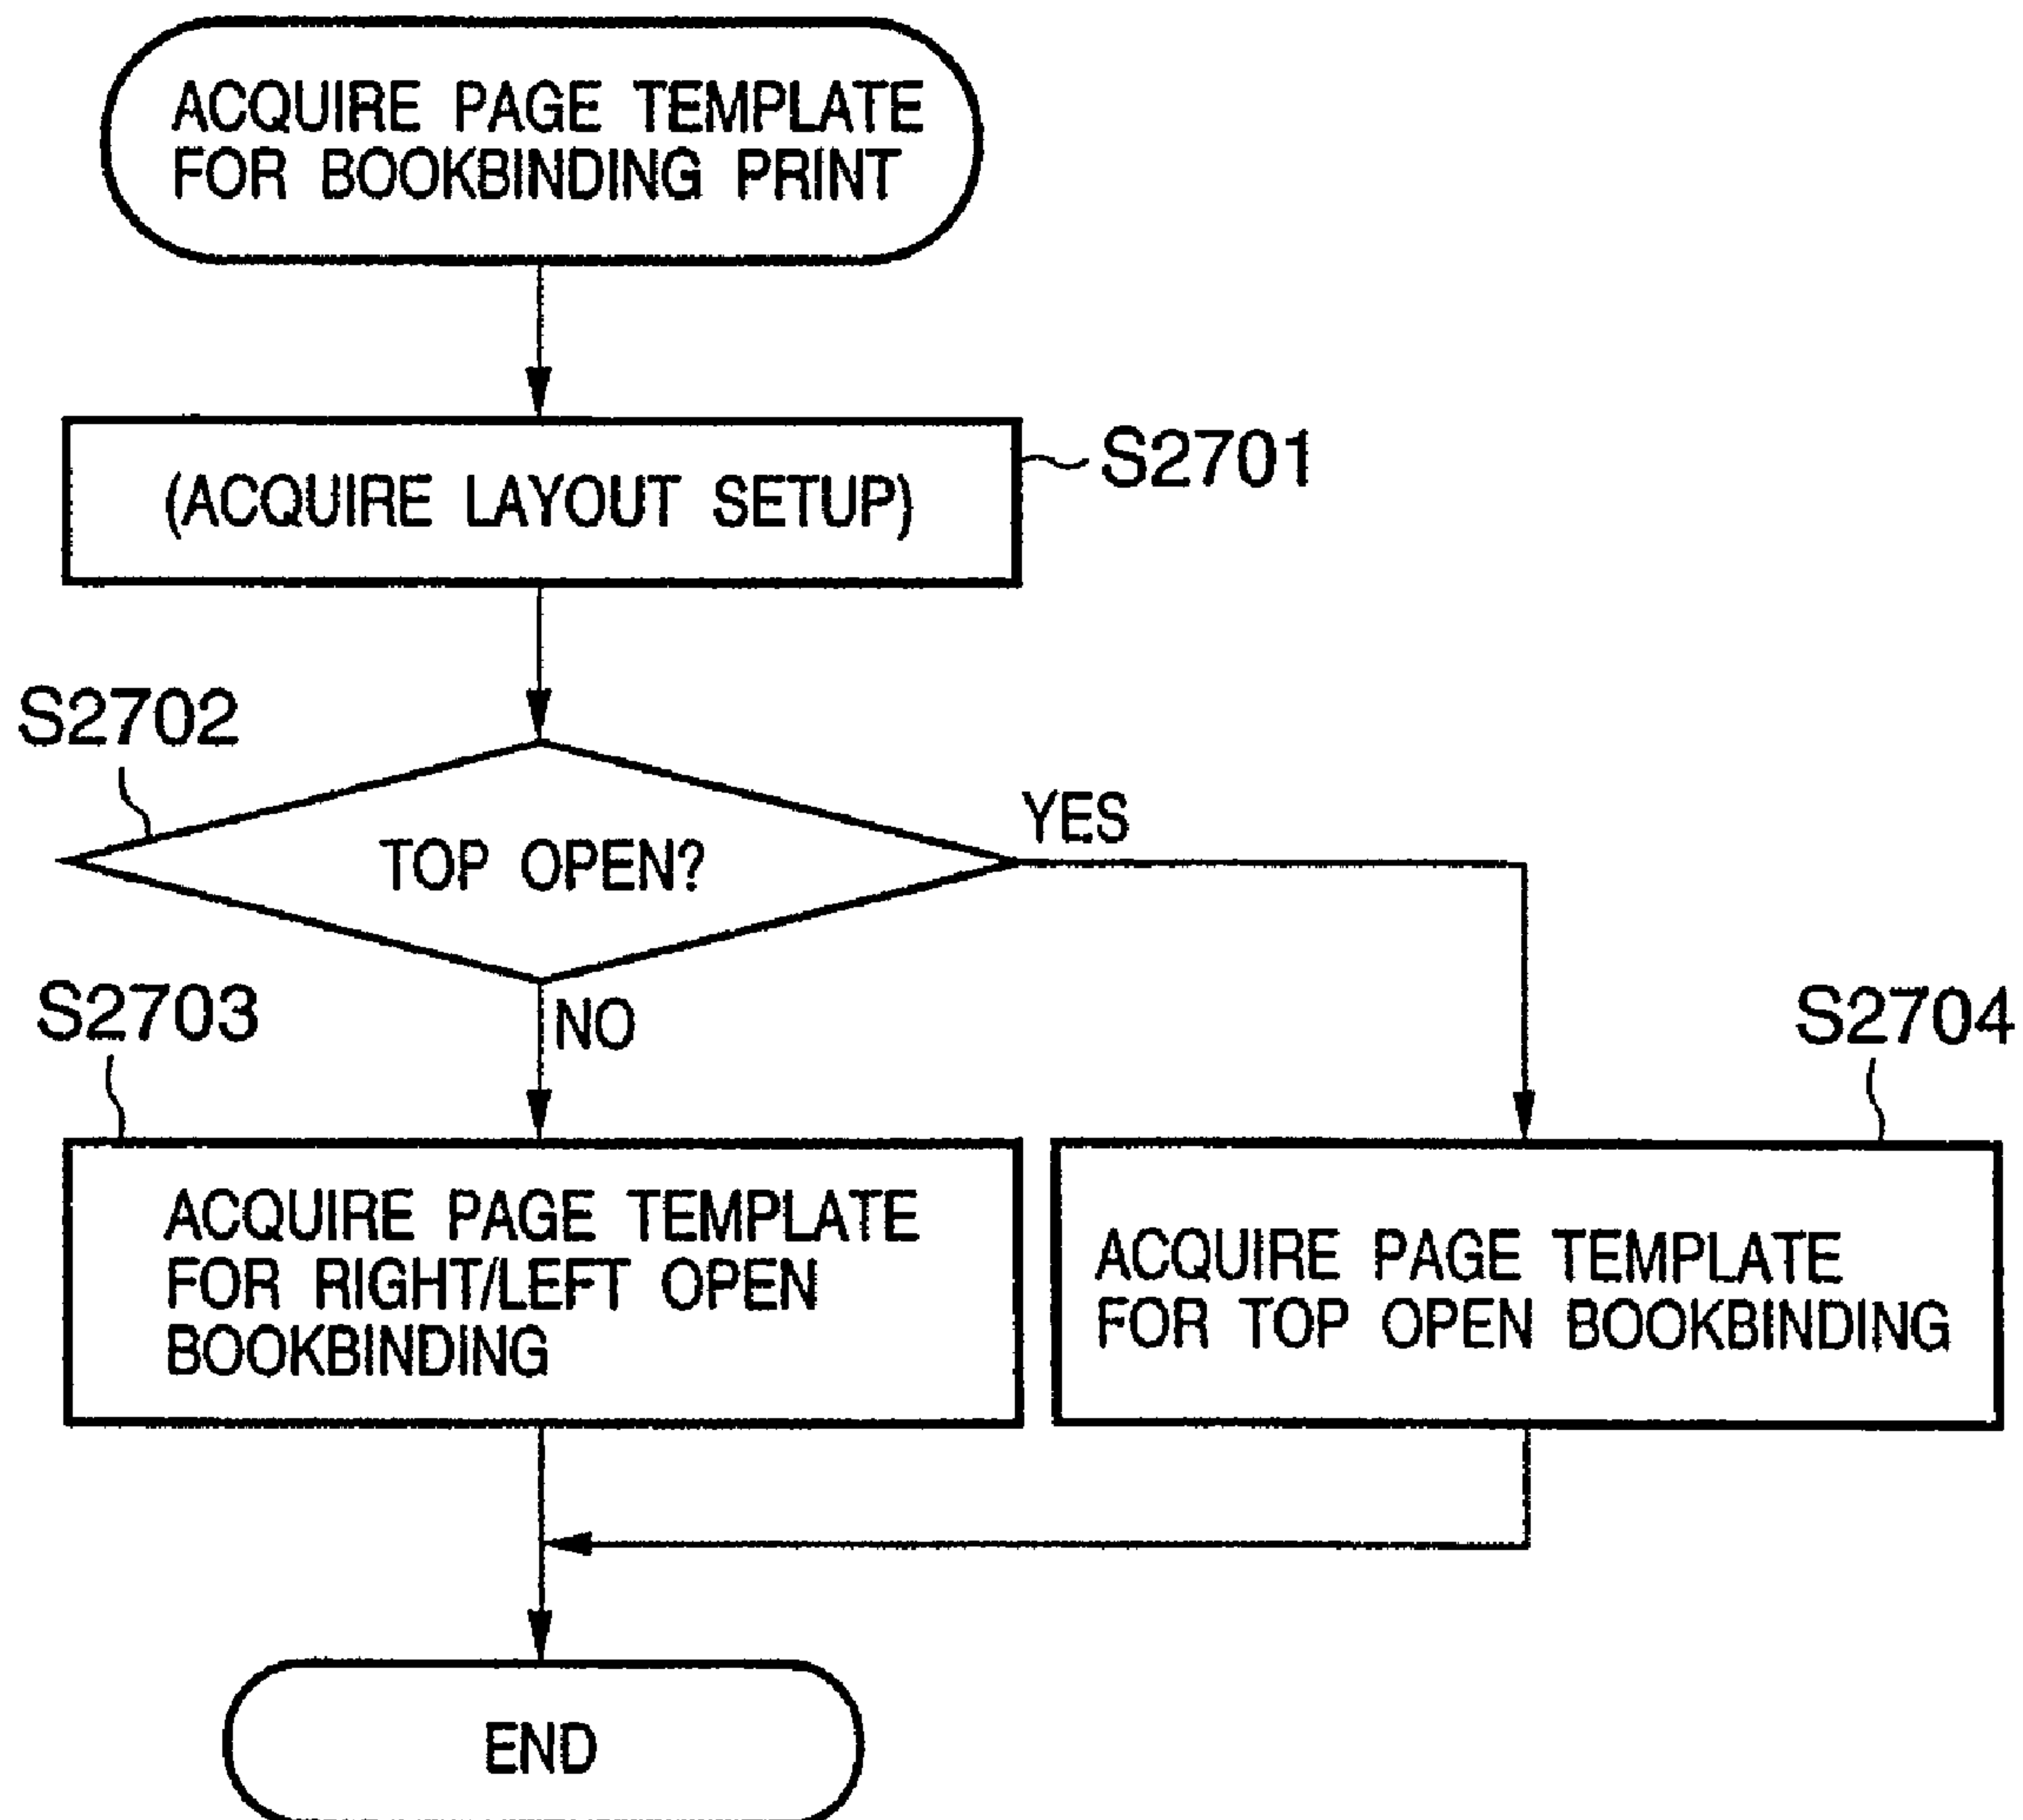 ACQUIRE PAGE TEMPLATE
FOR BOOKBINDING PRINT
(ACQUIRE LAYOUT SETUP)
S2701
S2702
TOP OPEN?
YES
NO
S2703
ACQUIRE PAGE TEMPLATE
FOR RIGHT/LEFT OPEN
BOOKBINDING
S2704
ACQUIRE PAGE TEMPLATE
FOR TOP OPEN BOOKBINDING
END